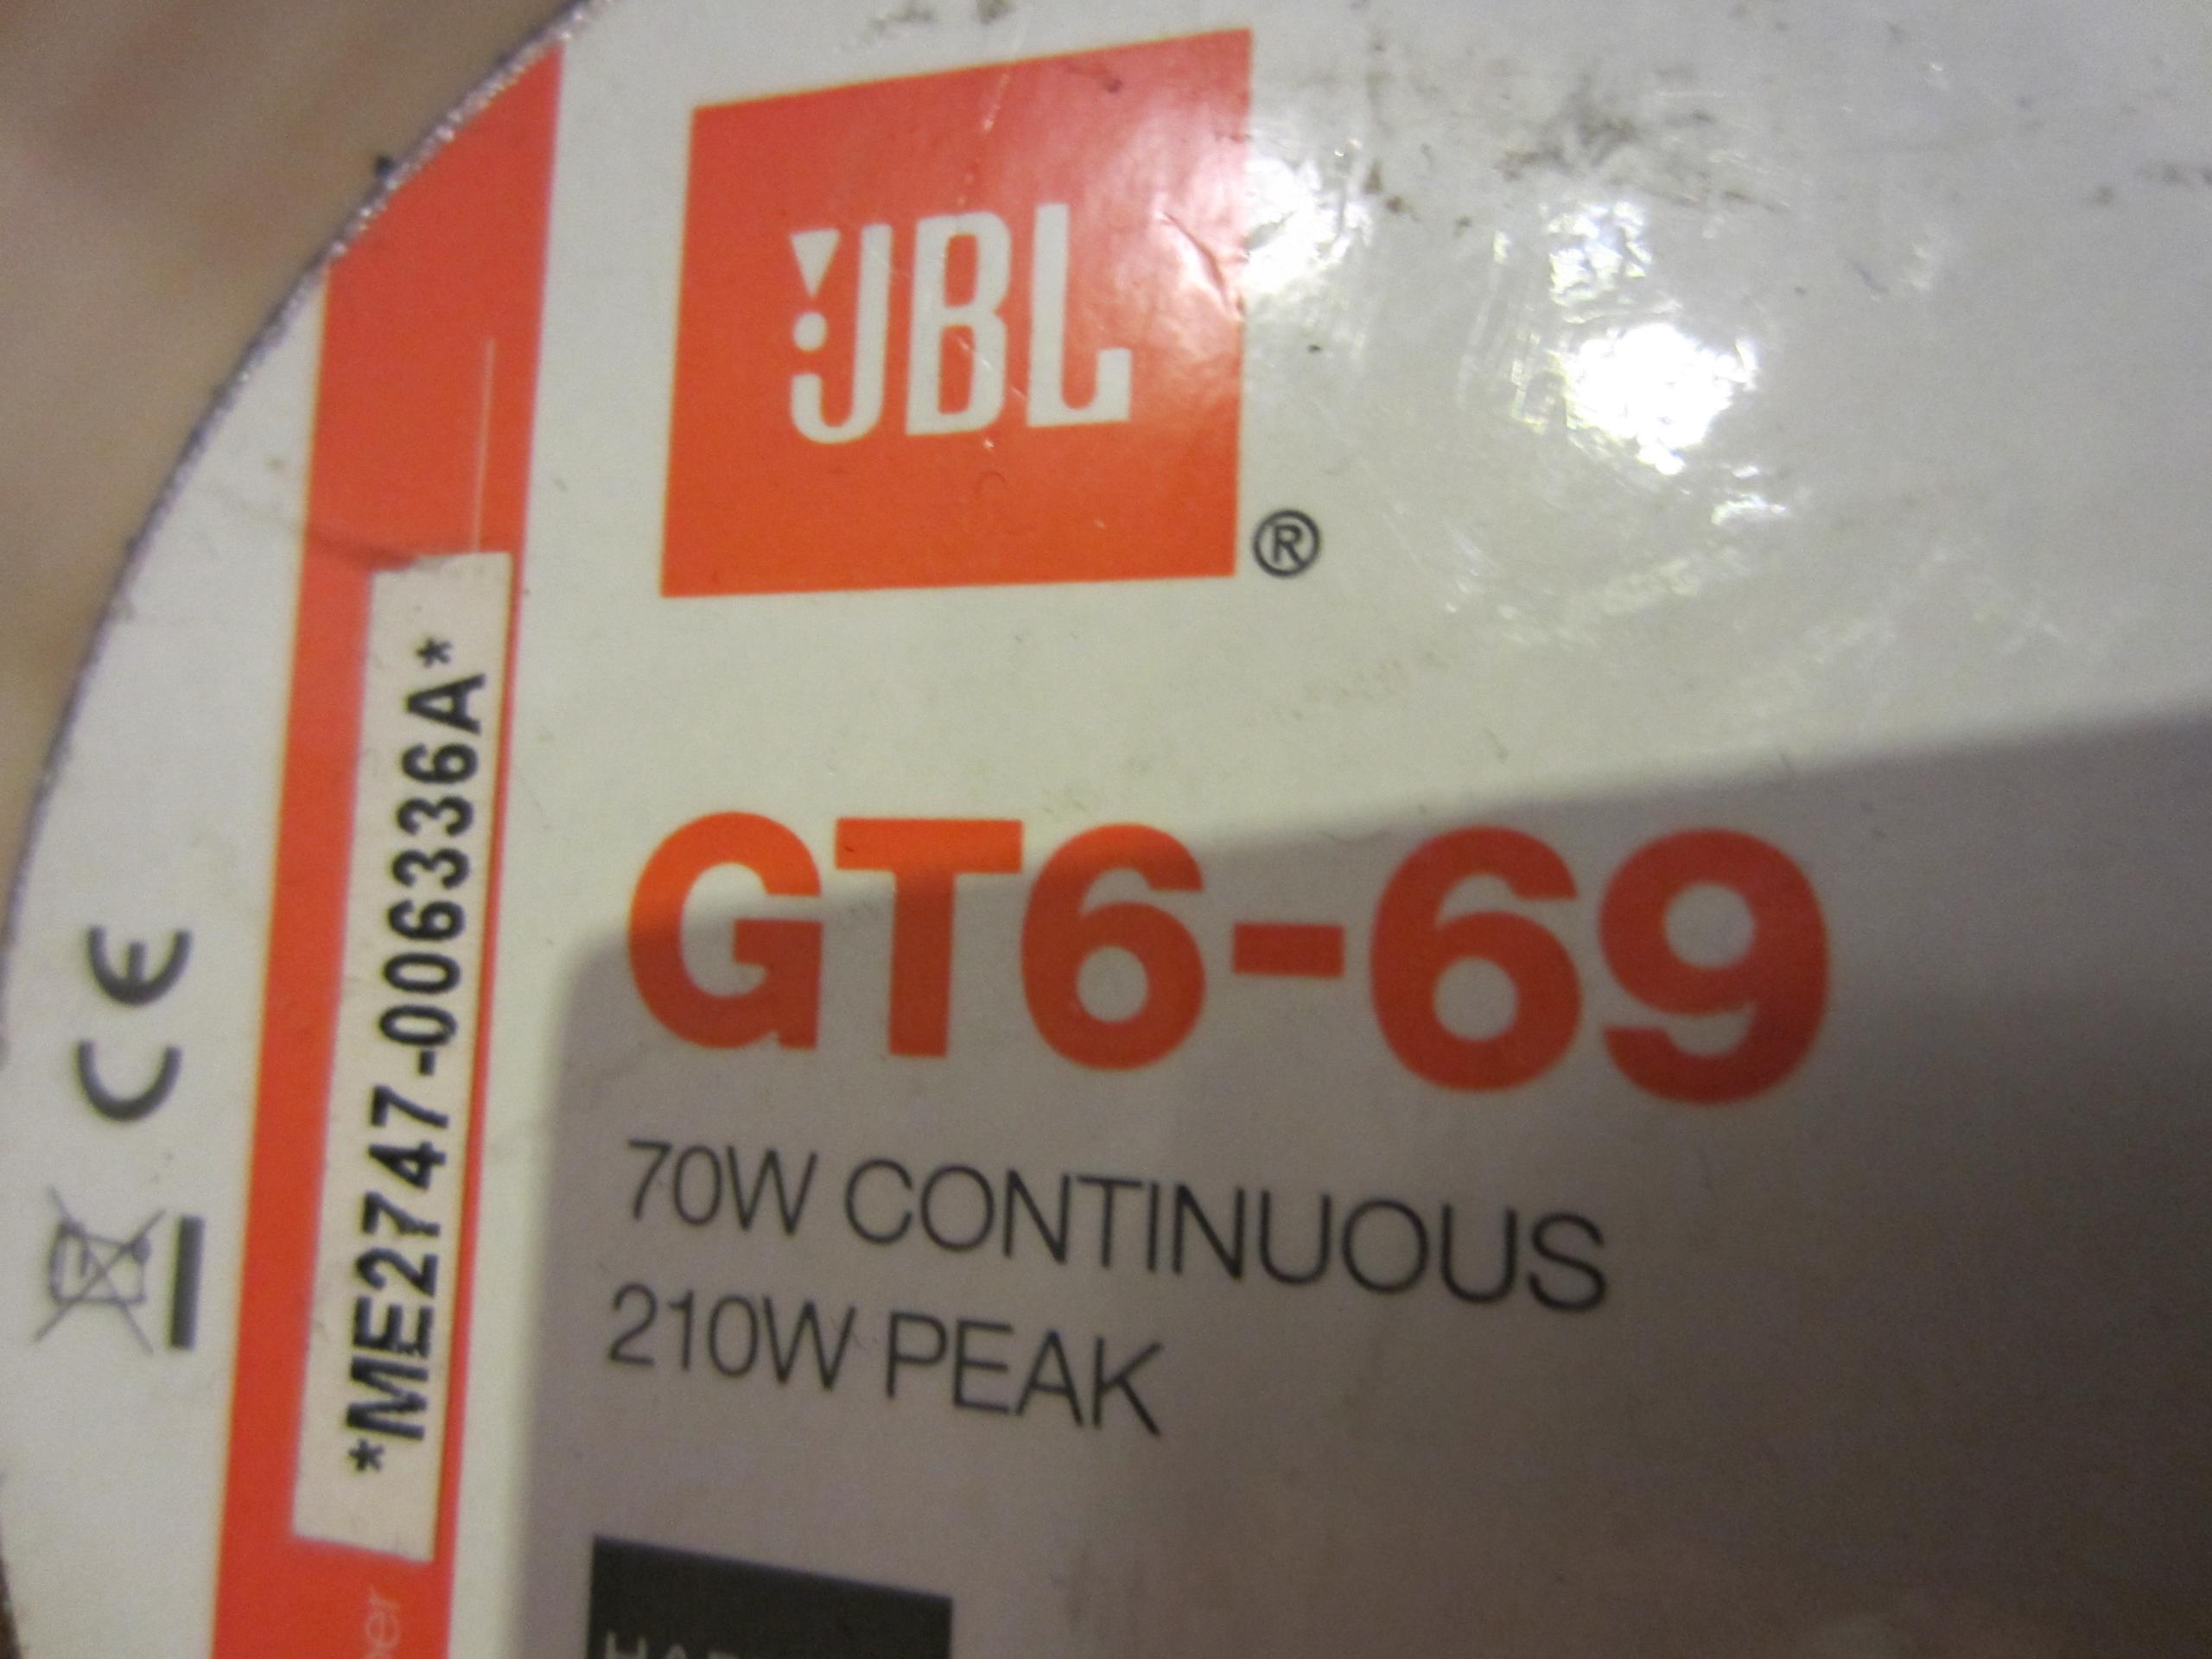 JBL
®
GT6-69
70W CONTINUOUS
210W PEAK
*ME2747-006336A*
CE